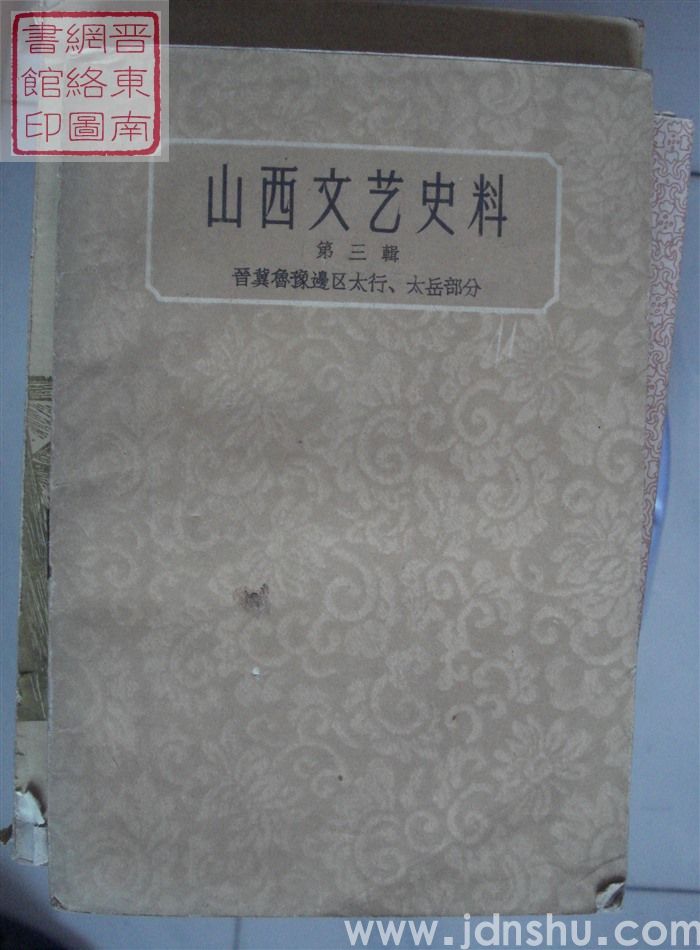 晋東南
網絡圖
書館印
山西文艺史料
第三輯
晉冀魯豫邊区太行、太岳部分
www.jdnshu.com